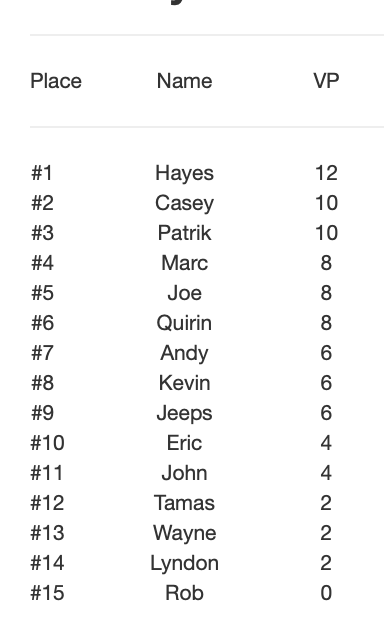 Place Name VP
#1 Hayes 12
#2 Casey 10
#3 Patrik 10
#4 Marc 8
#5 Joe 8
#6 Quirin 8
#7 Andy 6
#8 Kevin 6
#9 Jeeps 6
#10 Eric 4
#11 John 4
#12 Tamas 2
#13 Wayne 2
#14 Lyndon 2
#15 Rob 0